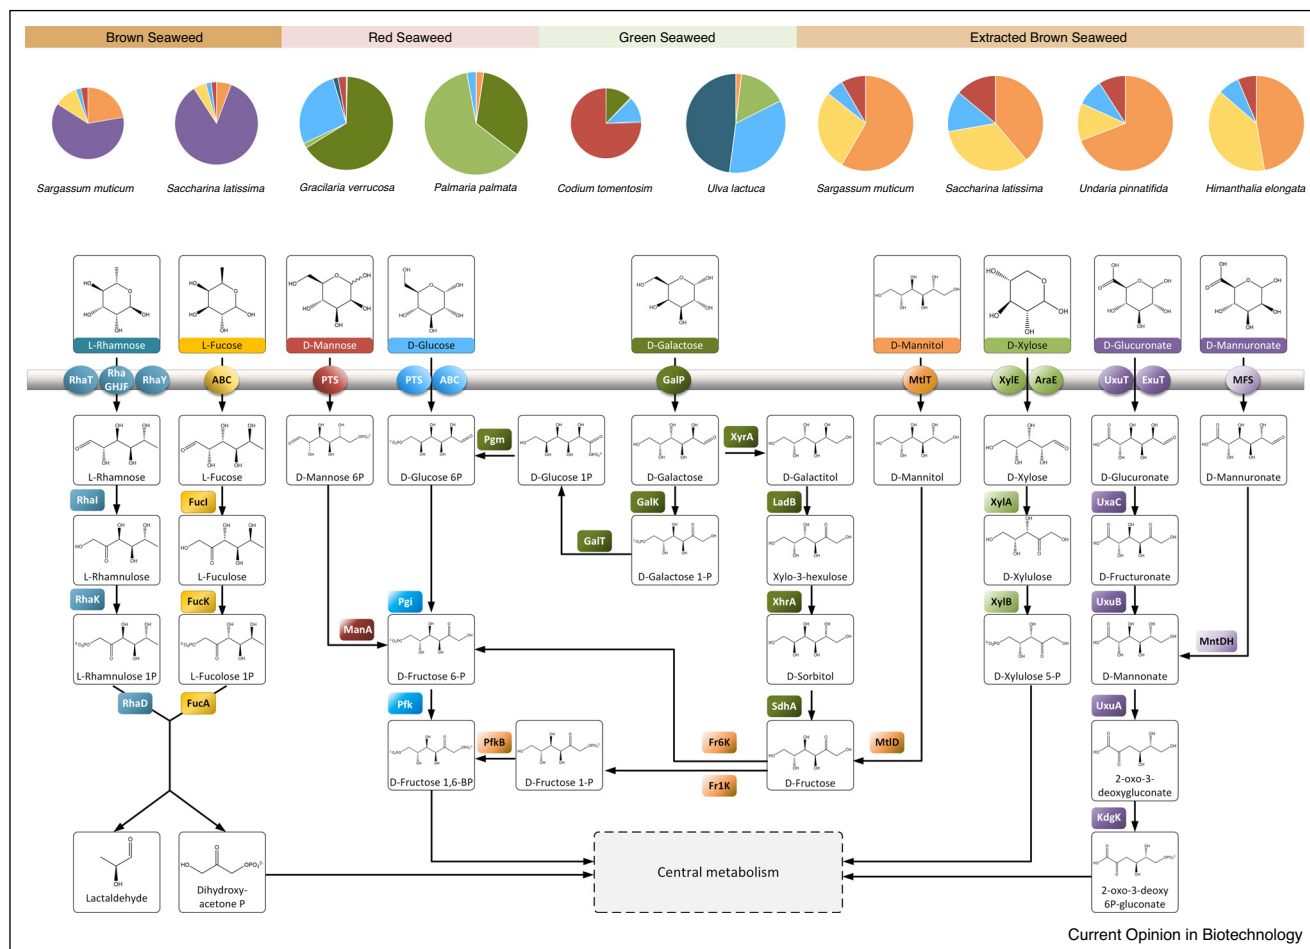 Brown Seaweed
Red Seaweed
Green Seaweed
Extracted Brown Seaweed
Sargassum muticum
Saccharina latissima
Gracilaria verrucosa
Palmaria palmata
Codium tomentosim
Ulva lactuca
Sargassum muticum
Saccharina latissima
Undaria pinnatifida
Himanthalia elongata
L-Rhamnose
L-Fucose
D-Mannose
D-Glucose
D-Galactose
D-Mannitol
D-Xylose
D-Glucuronate
D-Mannuronate
RhaT
Rha
GHJF
RhaY
ABC
PTS
PTS
ABC
GalP
MtlT
XylE
AraE
UxuT
ExuT
MFS
L-Rhamnose
L-Fucose
D-Mannose 6P
D-Glucose 6P
Pgm
D-Glucose 1P
D-Galactose
XyrA
D-Galactitol
D-Mannitol
D-Xylose
D-Glucuronate
D-Mannuronate
RhaI
FucI
GalK
LadB
XylA
UxaC
GalT
L-Rhamnulose
L-Fuculose
D-Galactose 1-P
Xylo-3-hexulose
D-Xylulose
D-Fructuronate
RhaK
FucK
Pgi
XhrA
XylB
UxuB
ManA
MntDH
L-Rhamnulose 1P
L-Fucolose 1P
D-Fructose 6-P
D-Sorbitol
D-Xylulose 5-P
D-Mannonate
RhaD
FucA
Pfk
SdhA
UxuA
PfkB
Fr6K
MtlD
D-Fructose 1,6-BP
D-Fructose 1-P
Fr1K
D-Fructose
2-oxo-3-
deoxygluconate
KdgK
Lactaldehyde
Dihydroxy-
acetone P
Central metabolism
2-oxo-3-deoxy
6P-gluconate
Current Opinion in Biotechnology